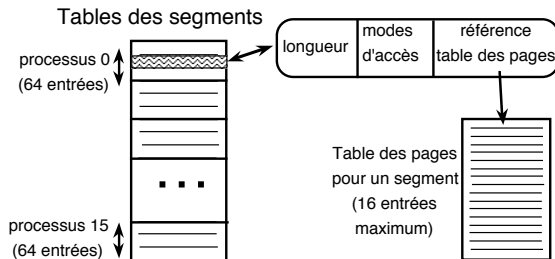 Tables des segments
processus 0
(64 entrées)
longueur
modes
d'accès
référence
table des pages
Table des pages
pour un segment
(16 entrées
maximum)
processus 15
(64 entrées)